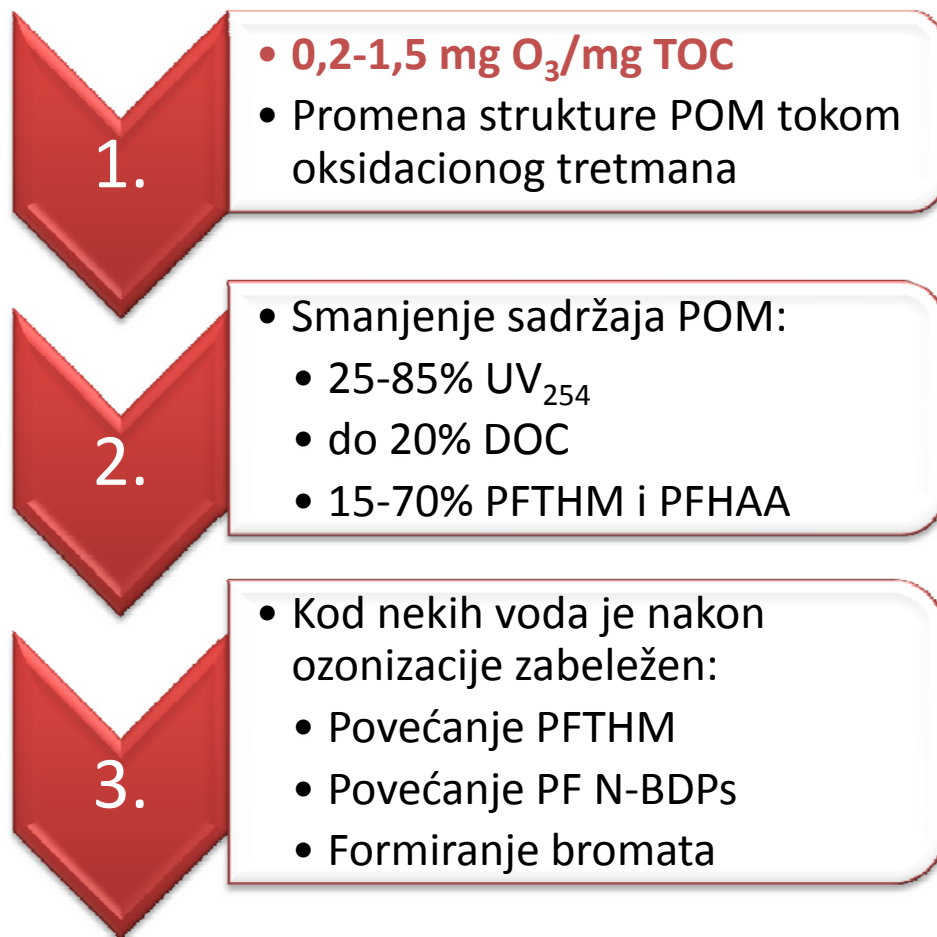 1.
• 0,2-1,5 mg O₃/mg TOC
• Promena strukture POM tokom
oksidacionog tretmana
2.
• Smanjenje sadržaja POM:
• 25-85% UV₂₅₄
• do 20% DOC
• 15-70% PFTHM i PFHAA
3.
• Kod nekih voda je nakon
ozonizacije zabeležen:
• Povećanje PFTHM
• Povećanje PF N-BDPs
• Formiranje bromata